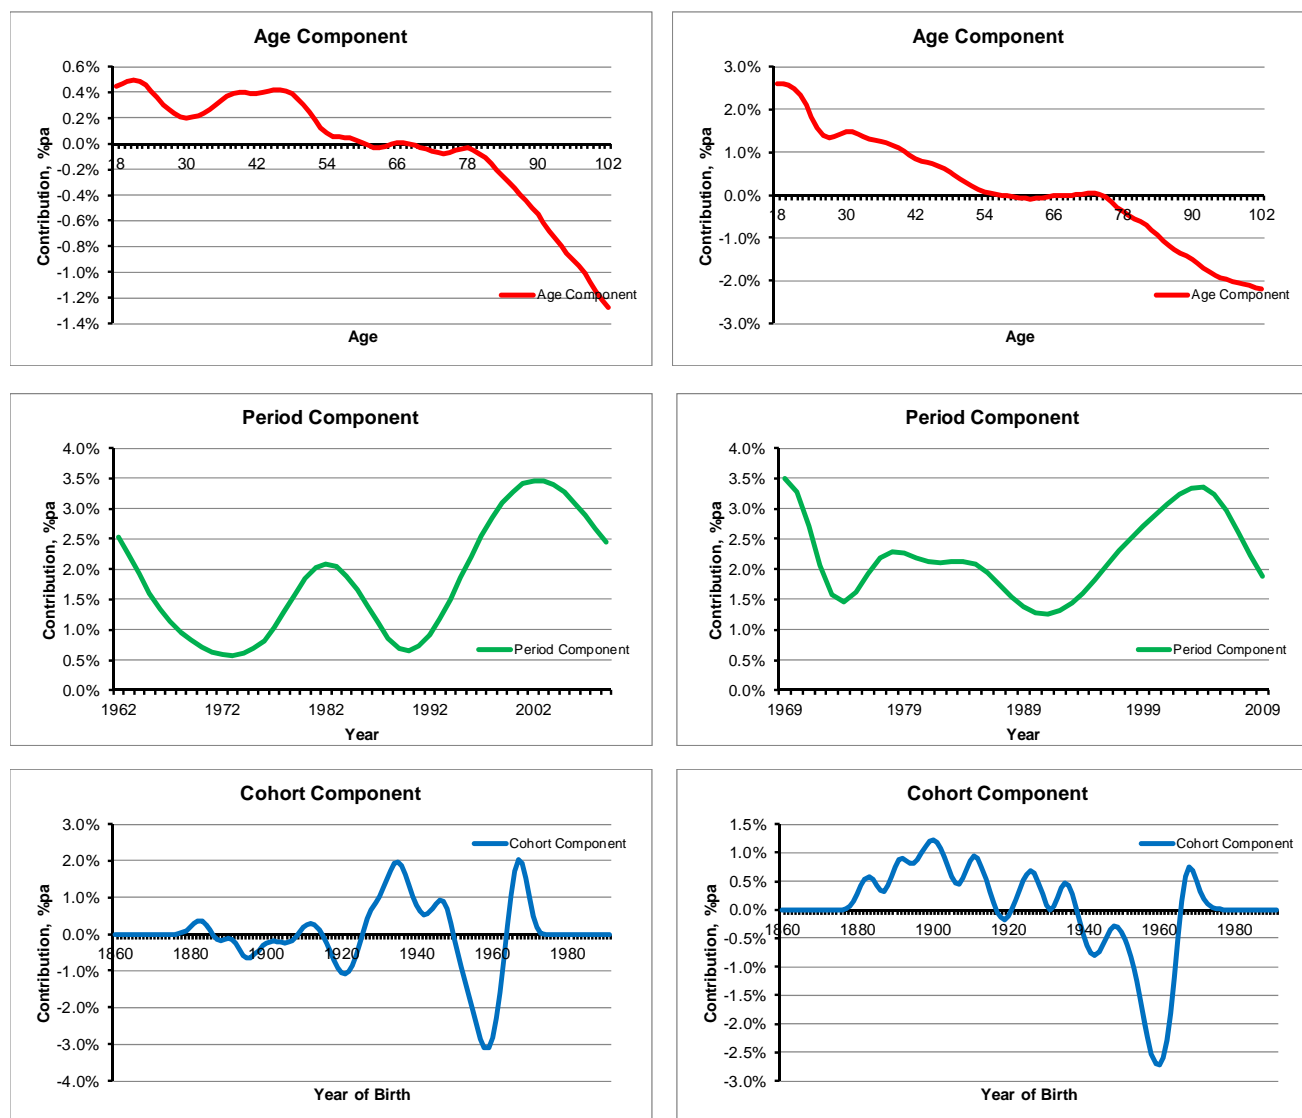 Age Component
0.6%
0.4%
0.2%
0.0%
-0.2%
-0.4%
-0.6%
-0.8%
-1.0%
-1.2%
-1.4%
18 30 42 54 66 78 90 102
Contribution, %pa
Age Component
Age
Age Component
3.0%
2.0%
1.0%
0.0%
-1.0%
-2.0%
-3.0%
18 30 42 54 66 78 90 102
Contribution, %pa
Age Component
Age
Period Component
4.0%
3.5%
3.0%
2.5%
2.0%
1.5%
1.0%
0.5%
0.0%
Contribution, %pa
Period Component
1962 1972 1982 1992 2002
Year
Period Component
4.0%
3.5%
3.0%
2.5%
2.0%
1.5%
1.0%
0.5%
0.0%
Contribution, %pa
Period Component
1969 1979 1989 1999 2009
Year
Cohort Component
3.0%
2.0%
1.0%
0.0%
-1.0%
-2.0%
-3.0%
-4.0%
Cohort Component
1860 1880 1900 1920 1940 1960 1980
Contribution, %pa
Year of Birth
Cohort Component
1.5%
1.0%
0.5%
0.0%
-0.5%
-1.0%
-1.5%
-2.0%
-2.5%
-3.0%
Cohort Component
1860 1880 1900 1920 1940 1960 1980
Contribution, %pa
Year of Birth